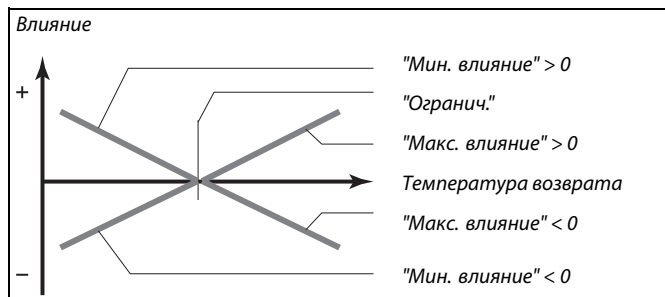 Влияние
"Мин. влияние" > 0
+
"Огранич."
"Макс. влияние" > 0
Температура возврата
"Макс. влияние" < 0
−
"Мин. влияние" < 0